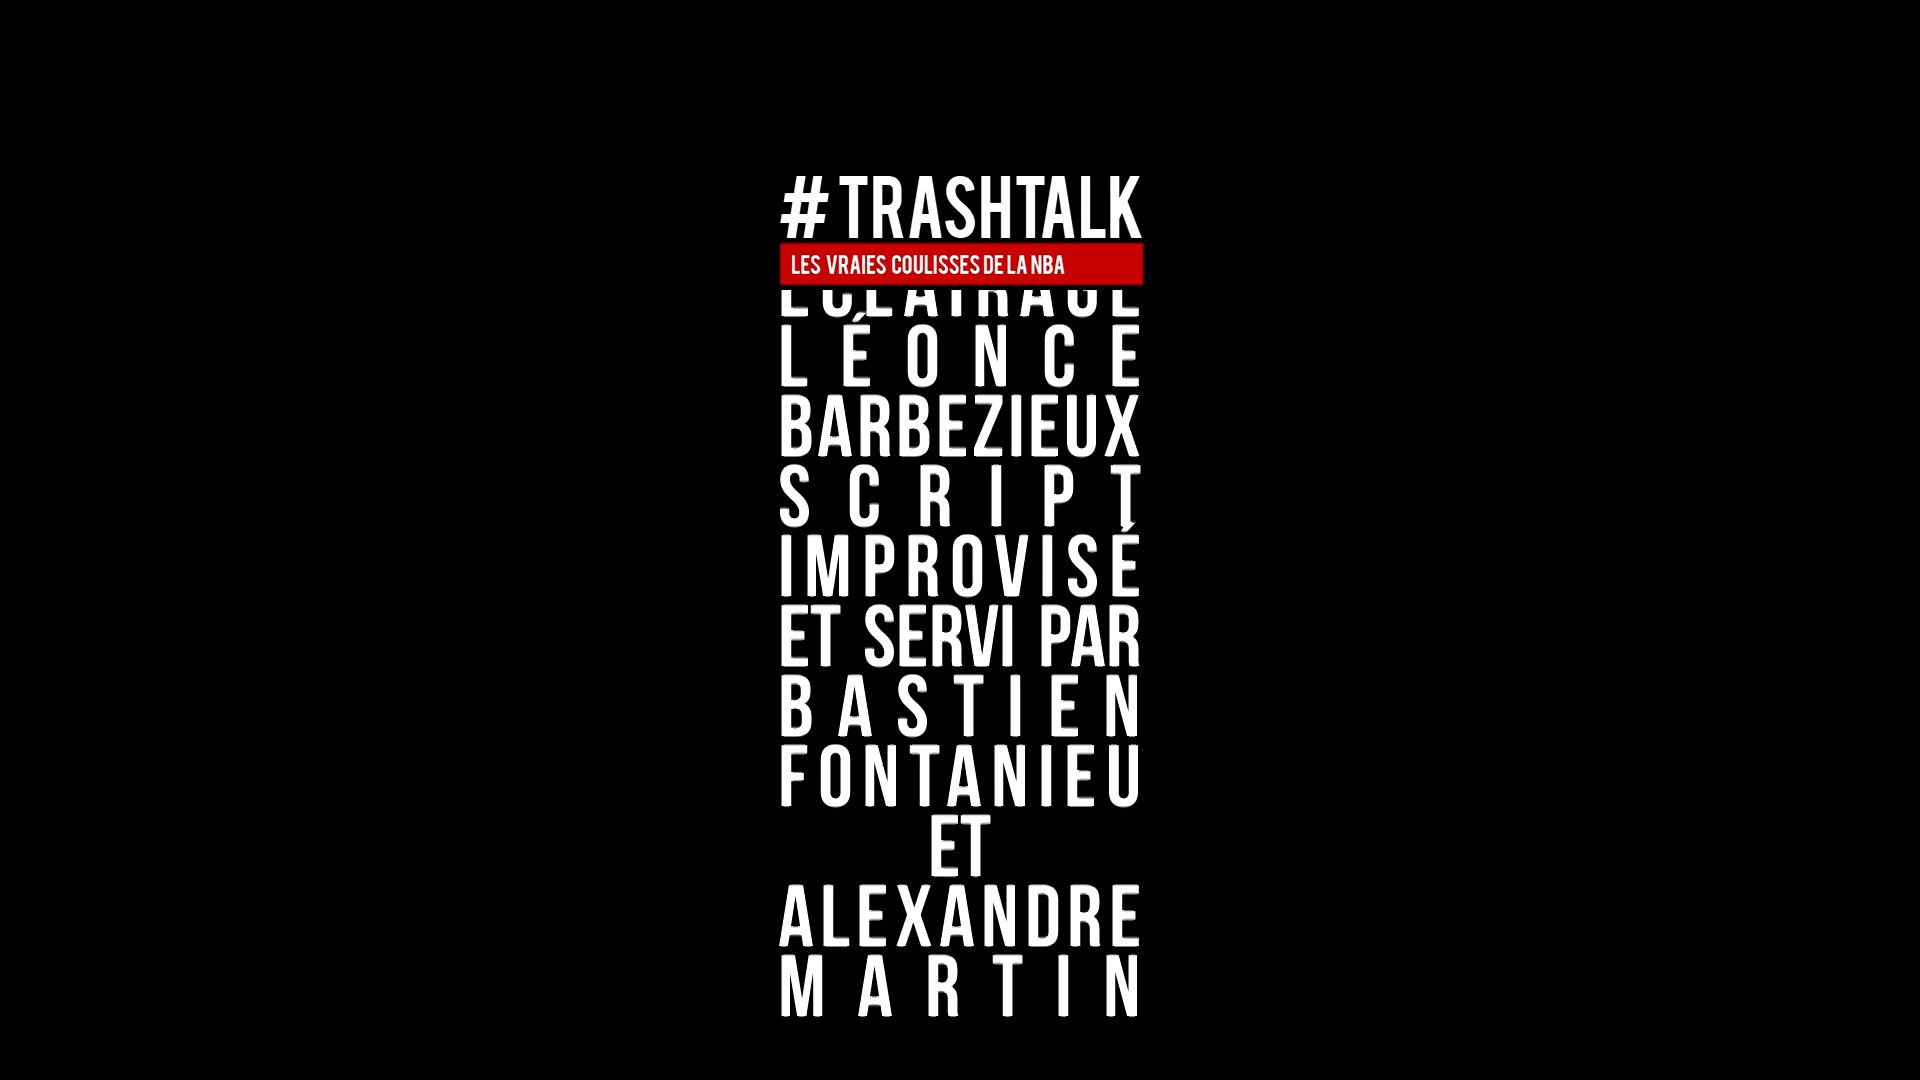 #TRASHTALK
LES VRAIES COULISSES DE LA NBA
ECLAIRAGE
LÉONCE
BARBEZIEUX
SCRIPT
IMPROVISÉ
ET SERVI PAR
BASTIEN
FONTANIEU
ET
ALEXANDRE
MARTIN